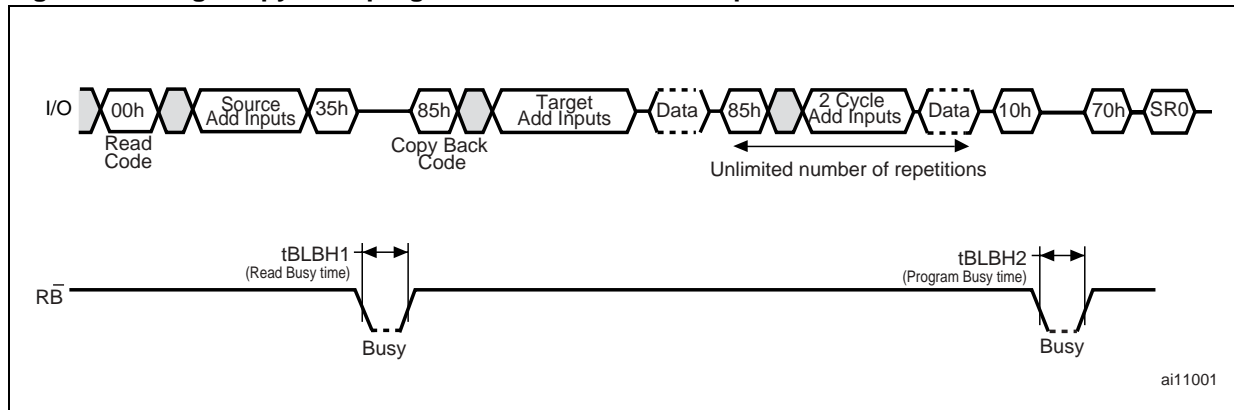 I/O 00h Source Add Inputs 35h 85h Target Add Inputs Data 85h 2 Cycle Add Inputs Data 10h 70h SR0
Read Code
Copy Back Code
Unlimited number of repetitions
tBLBH1
(Read Busy time)
tBLBH2
(Program Busy time)
RB̅
Busy
Busy
ai11001